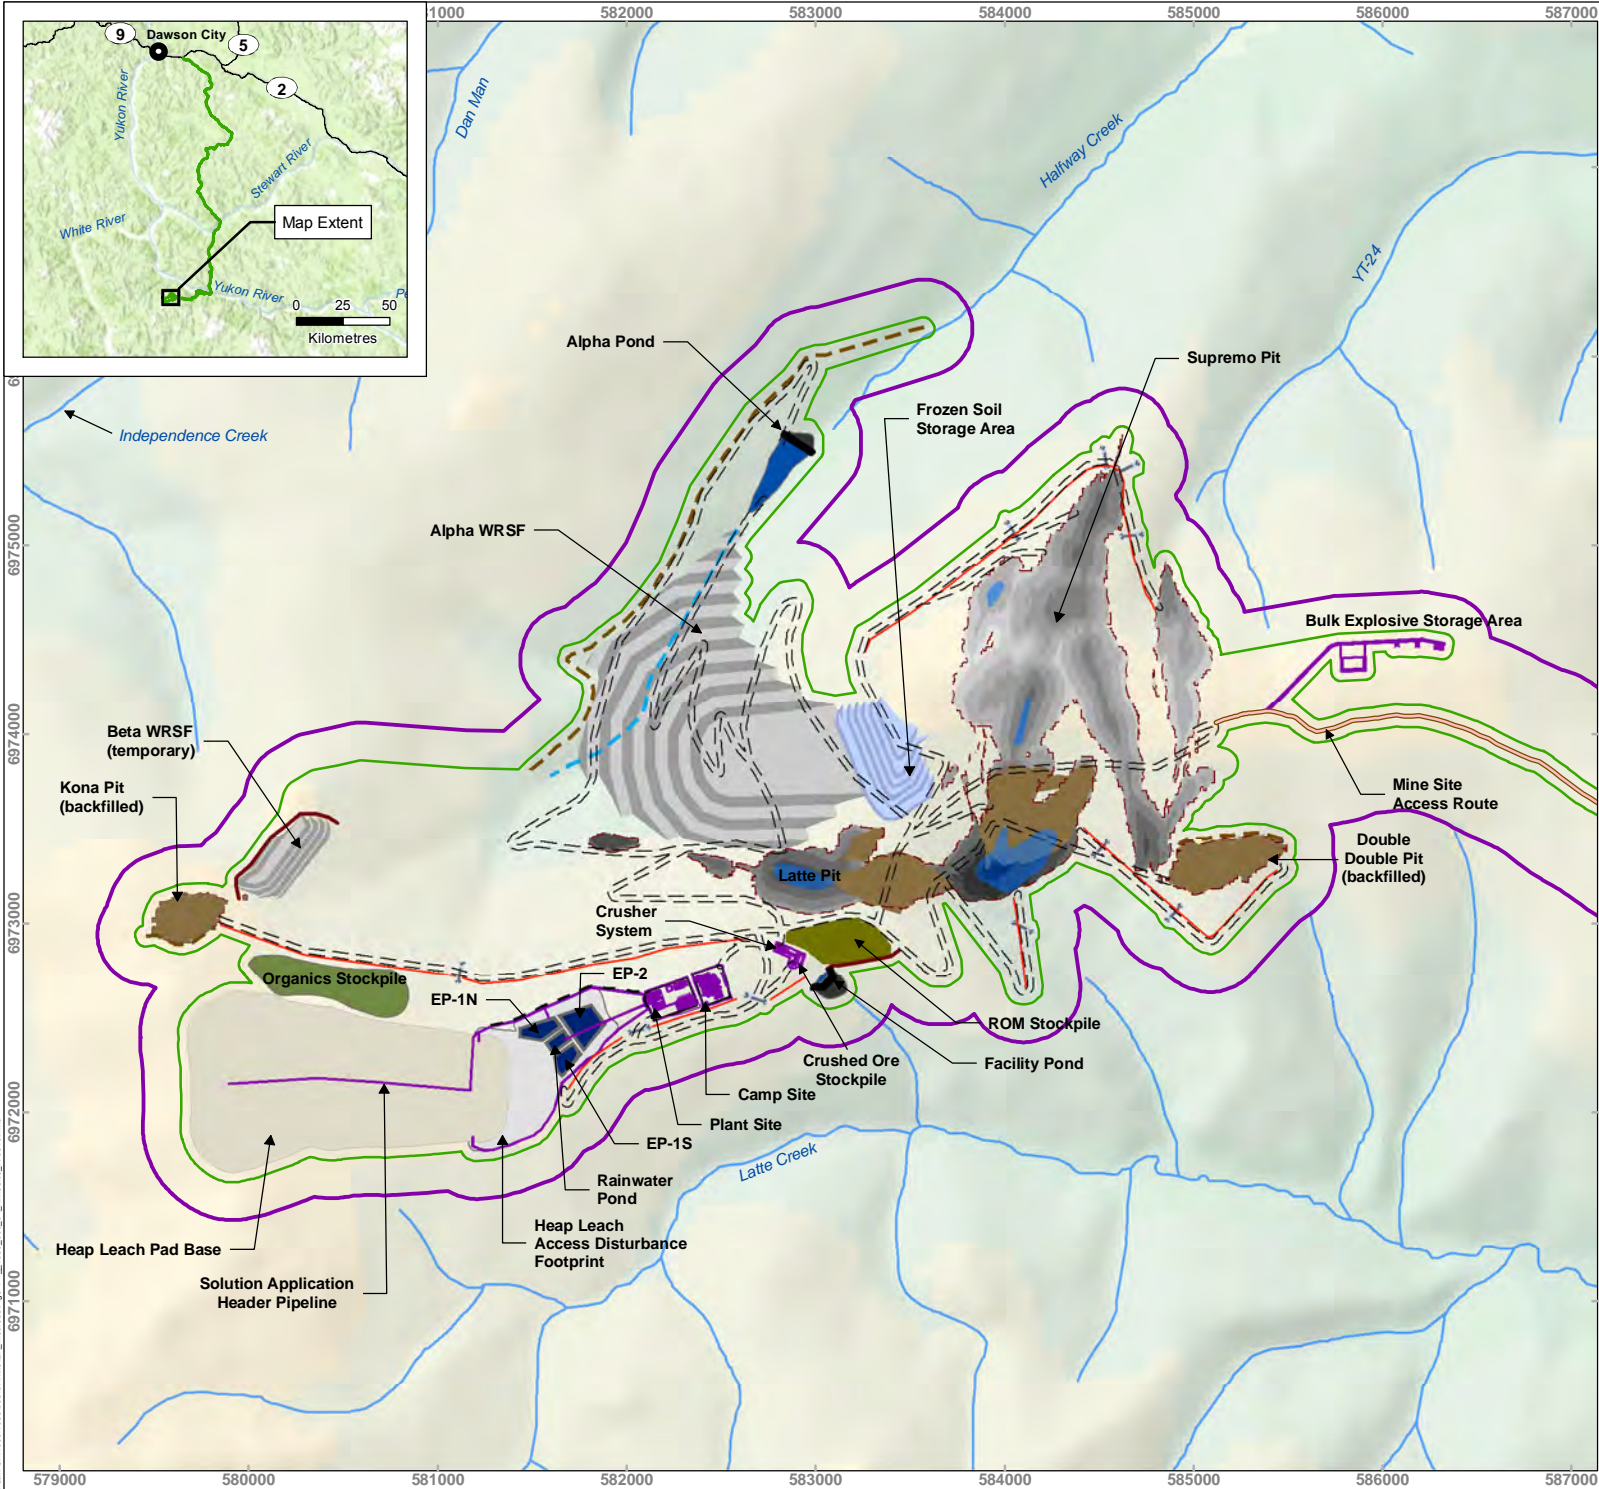 581000
582000
583000
584000
585000
586000
587000
9
Dawson City
5
2
Yukon River
Stewart River
White River
Map Extent
Yukon River
0 25 50
Kilometres
Dan Man
Halfway Creek
YT-24
Independence Creek
Alpha Pond
Supremo Pit
Frozen Soil
Storage Area
Alpha WRSF
6975000
Bulk Explosive Storage Area
6974000
Beta WRSF
(temporary)
Kona Pit
(backfilled)
Mine Site
Access Route
Double
Double Pit
(backfilled)
Latte Pit
6973000
Crusher
System
Organics Stockpile
EP-2
EP-1N
ROM Stockpile
Crushed Ore
Stockpile
Facility Pond
Camp Site
6972000
Plant Site
EP-1S
Latte Creek
Rainwater
Pond
Heap Leach
Access Disturbance
Footprint
Heap Leach Pad Base
Solution Application
Header Pipeline
6971000
579000
580000
581000
582000
583000
584000
585000
586000
587000